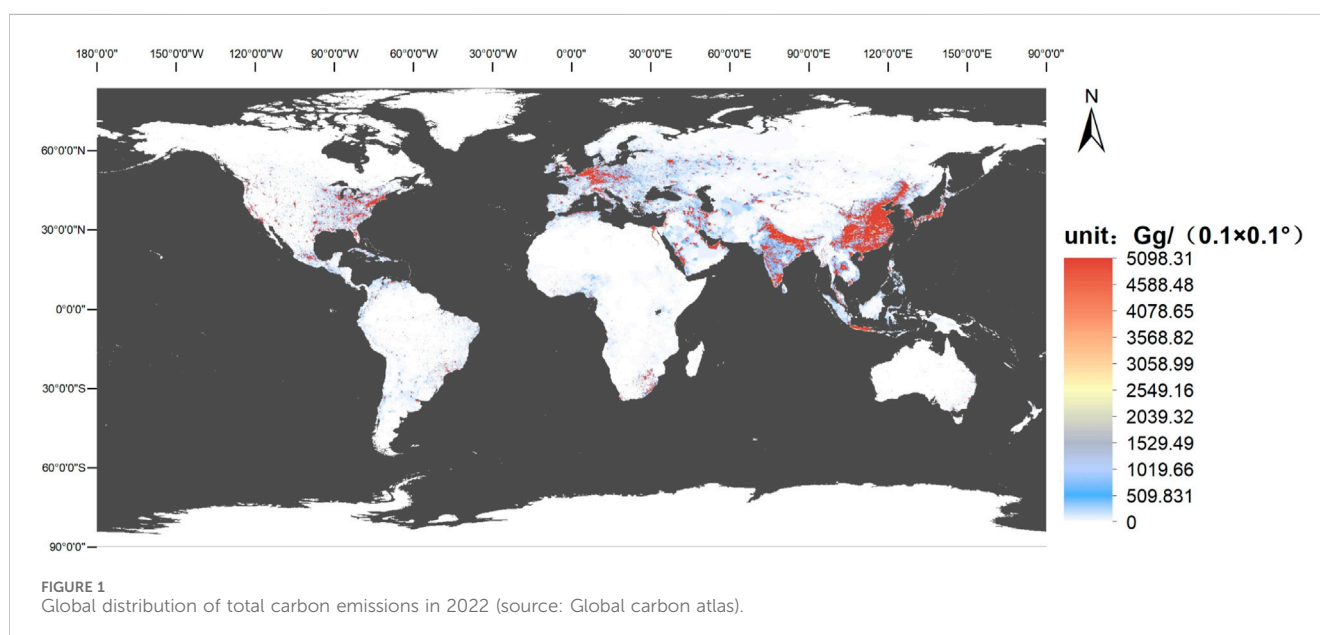 180°0'0" 150°0'0"W 120°0'0"W 90°0'0"W 60°0'0"W 30°0'0"W 0°0'0" 30°0'0"E 60°0'0"E 90°0'0"E 120°0'0"E 150°0'0"E 90°0'0"
N
60°0'0"N
30°0'0"N
0°0'0"
30°0'0"S
60°0'0"S
90°0'0"
unit: Gg/（0.1×0.1°）
5098.31
4588.48
4078.65
3568.82
3058.99
2549.16
2039.32
1529.49
1019.66
509.831
0
FIGURE 1
Global distribution of total carbon emissions in 2022 (source: Global carbon atlas).